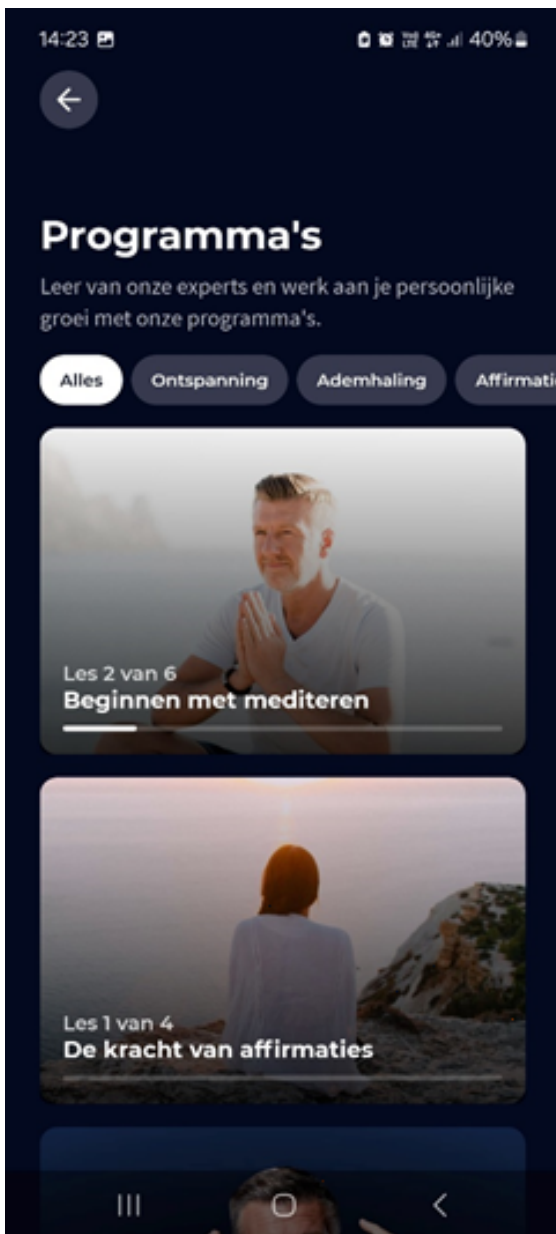 14:23
40%
Programma's
Leer van onze experts en werk aan je persoonlijke
groei met onze programma's.
Alles
Ontspanning
Ademhaling
Affirmati
Les 2 van 6
Beginnen met mediteren
Les 1 van 4
De kracht van affirmaties